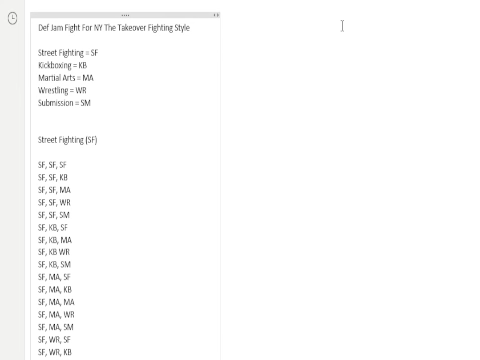 Def Jam Fight For NY The Takeover Fighting Style
Street Fighting = SF
Kickboxing = KB
Martial Arts = MA
Wrestling = WR
Submission = SM
Street Fighting (SF)
SF, SF, SF
SF, SF, KB
SF, SF, MA
SF, SF, WR
SF, SF, SM
SF, KB, SF
SF, KB, MA
SF, KB WR
SF, KB, SM
SF, MA, SF
SF, MA, KB
SF, MA, MA
SF, MA, WR
SF, MA, SM
SF, WR, SF
SF, WR, KB